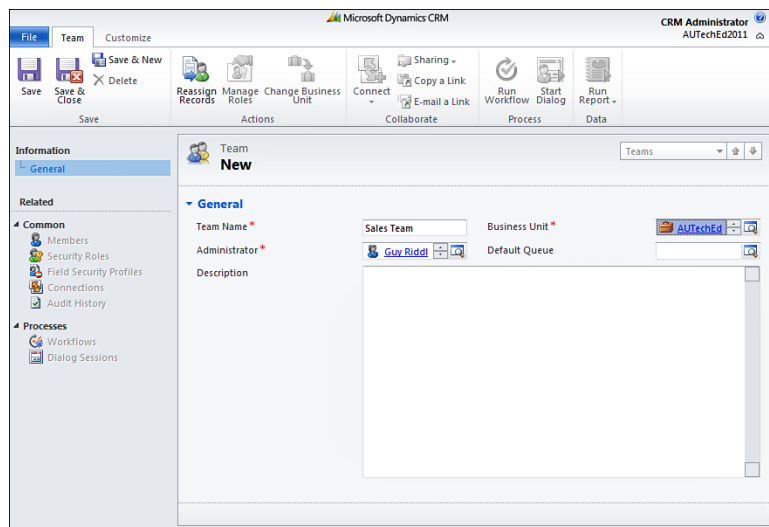 Microsoft Dynamics CRM
CRM Administrator
AUTechEd2011
File Team Customize
Save
Save & Close
Save & New
Delete
Save
Reassign Records
Manage Roles
Change Business Unit
Actions
Connect
Sharing
Copy a Link
E-mail a Link
Collaborate
Run Workflow
Start Dialog
Process
Run Report
Data
Information
General
Related
Common
Members
Security Roles
Field Security Profiles
Connections
Audit History
Processes
Workflows
Dialog Sessions
Team
New
Teams
General
Team Name* Sales Team Business Unit* AUTechEd
Administrator* Guy Riddl Default Queue
Description